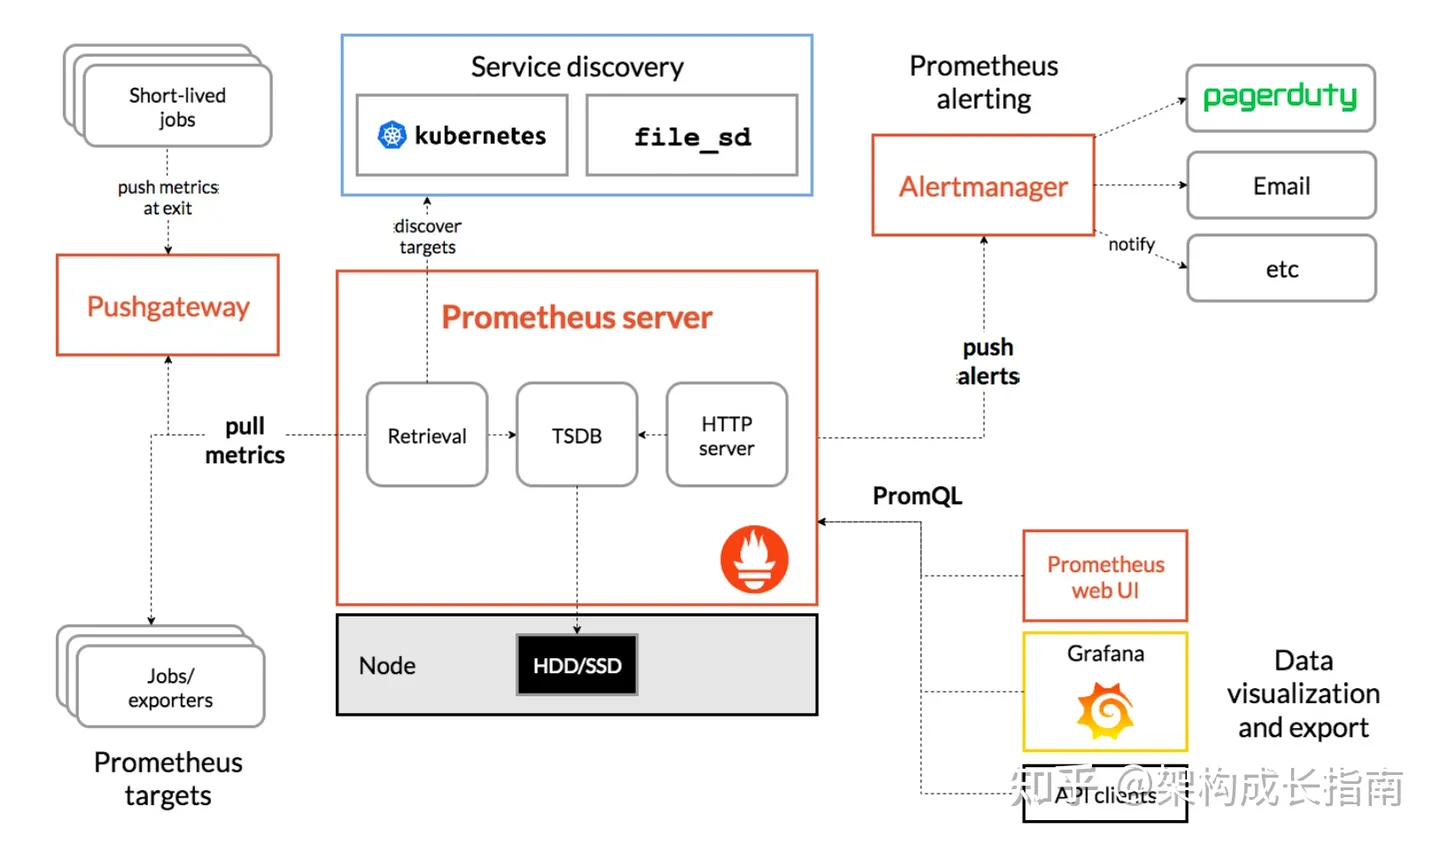 Short-lived
jobs
push metrics
at exit
Pushgateway
Service discovery
kubernetes
file_sd
discover
targets
Prometheus server
Retrieval
TSDB
HTTP
server
pull
metrics
Node
HDD/SSD
Jobs/
exporters
Prometheus
targets
Prometheus
alerting
Alertmanager
pagerduty
Email
etc
notify
push
alerts
PromQL
Prometheus
web UI
Grafana
API clients
Data
visualization
and export
知乎 @架构成长指南